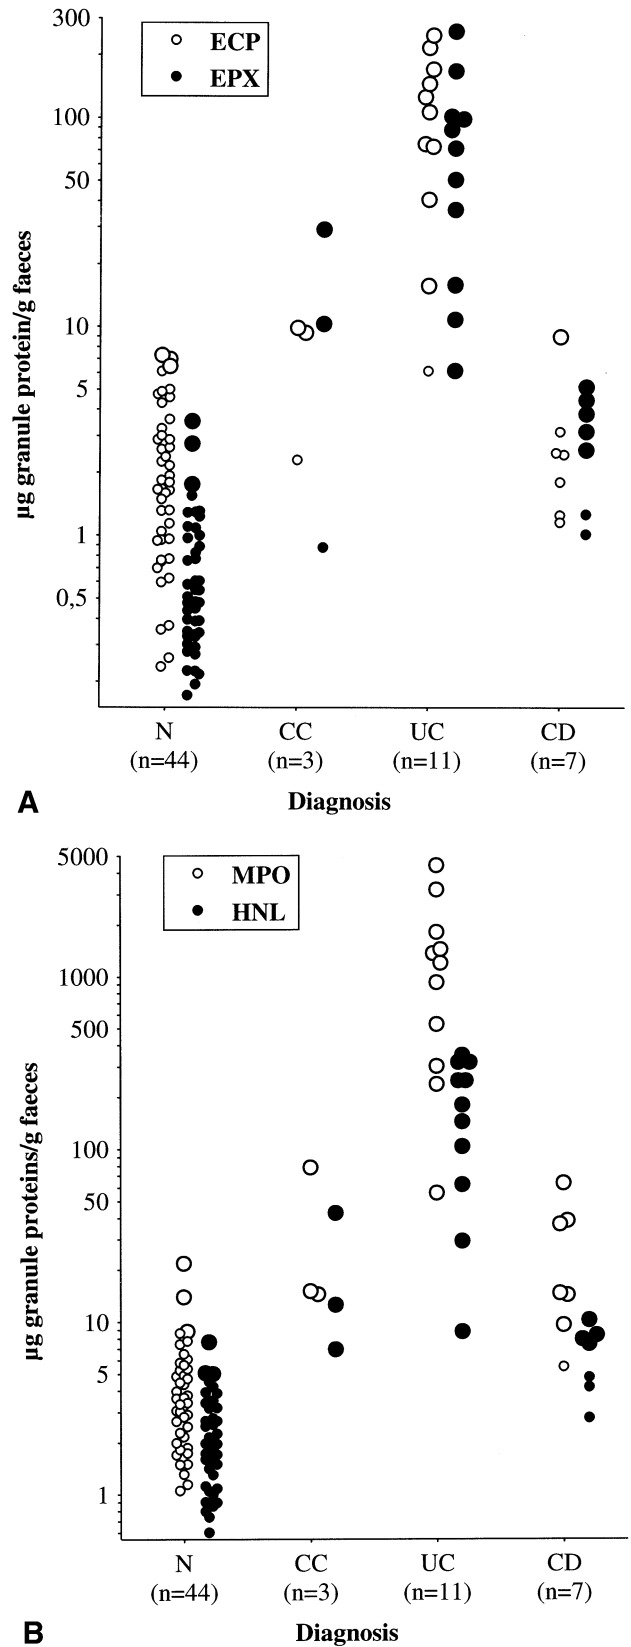 300
ECP
EPX
100
50
10
5
1
0,5
µg granule protein/g faeces
N CC UC CD
(n=44) (n=3) (n=11) (n=7)
A
Diagnosis
5000
MPO
HNL
1000
500
100
50
10
5
1
µg granule proteins/g faeces
N CC UC CD
(n=44) (n=3) (n=11) (n=7)
B
Diagnosis